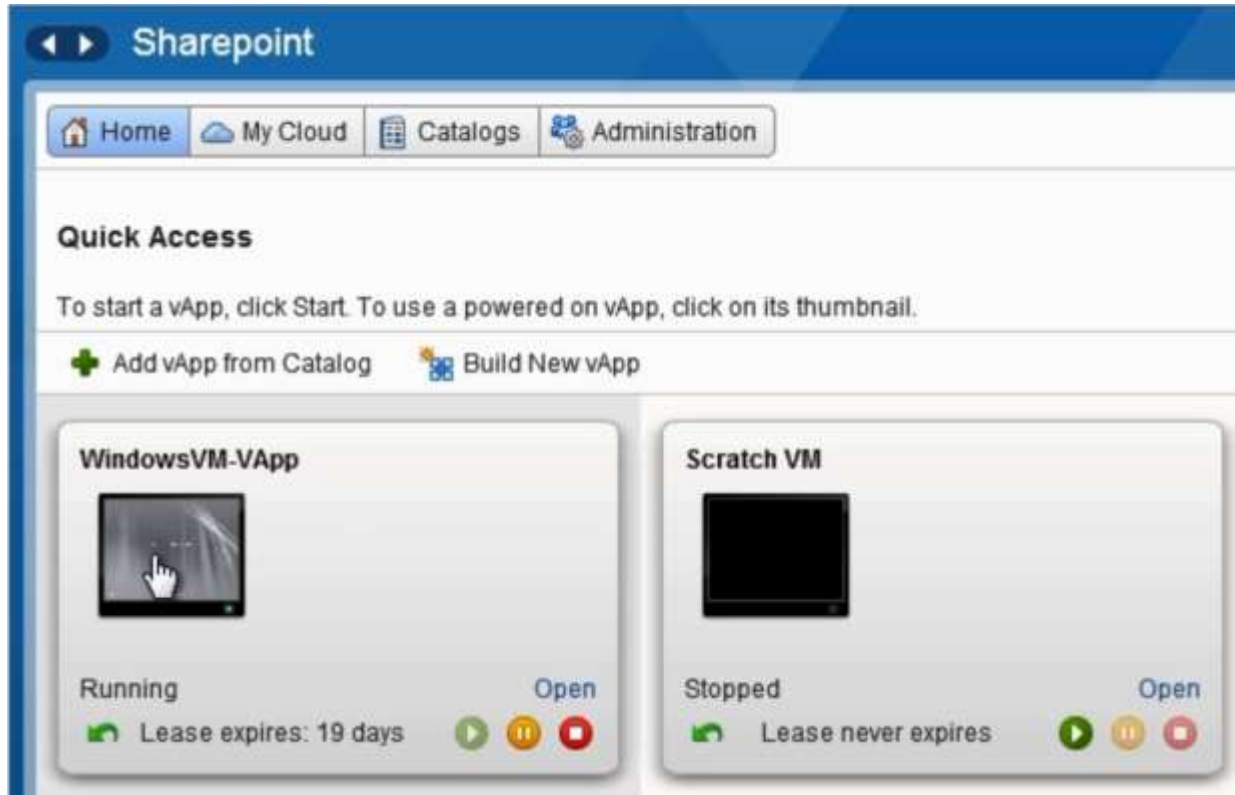 Sharepoint
Home My Cloud Catalogs Administration
Quick Access
To start a vApp, click Start. To use a powered on vApp, click on its thumbnail.
Add vApp from Catalog Build New vApp
WindowsVM-VApp
Running Open
Lease expires: 19 days
Scratch VM
Stopped Open
Lease never expires